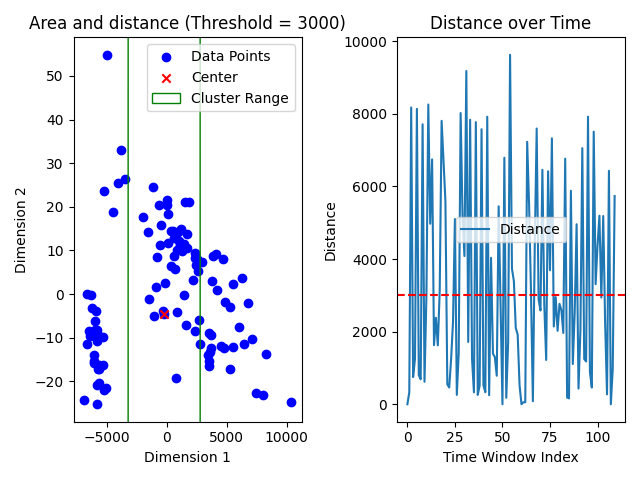 Area and distance (Threshold = 3000)
Data Points
Center
Cluster Range
50
40
30
20
10
0
−10
−20
−5000 0 5000 10000
Dimension 1
Dimension 2
Distance over Time
Distance
10000
8000
6000
4000
2000
0
0 25 50 75 100
Time Window Index
Distance